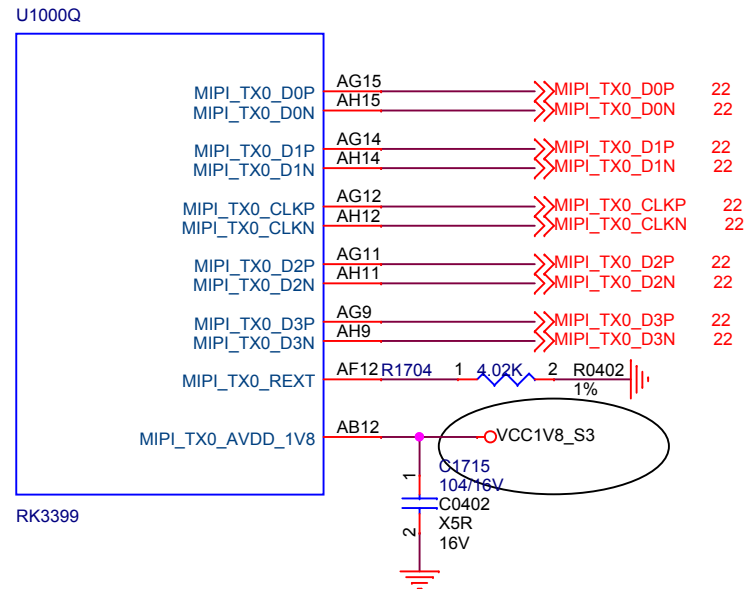 U1000Q
MIPI_TX0_D0P AG15 MIPI_TX0_D0P 22
MIPI_TX0_D0N AH15 MIPI_TX0_D0N 22
MIPI_TX0_D1P AG14 MIPI_TX0_D1P 22
MIPI_TX0_D1N AH14 MIPI_TX0_D1N 22
MIPI_TX0_CLKP AG12 MIPI_TX0_CLKP 22
MIPI_TX0_CLKN AH12 MIPI_TX0_CLKN 22
MIPI_TX0_D2P AG11 MIPI_TX0_D2P 22
MIPI_TX0_D2N AH11 MIPI_TX0_D2N 22
MIPI_TX0_D3P AG9 MIPI_TX0_D3P 22
MIPI_TX0_D3N AH9 MIPI_TX0_D3N 22
MIPI_TX0_REXT AF12 R1704 1 4.02K 2 R0402
1%
MIPI_TX0_AVDD_1V8 AB12 VCC1V8_S3
1
C1715
104/16V
C0402
X5R
2
16V
RK3399